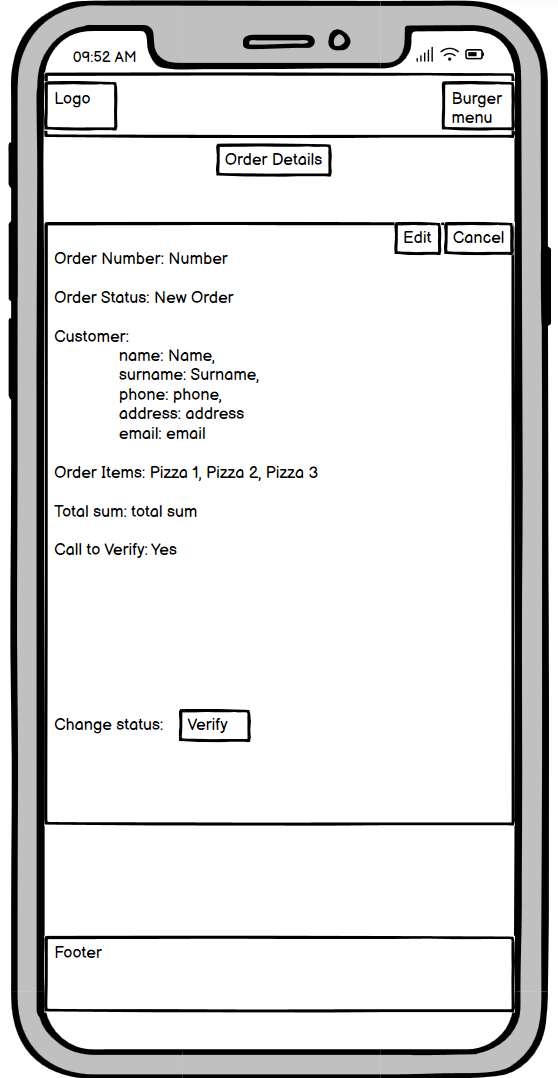 09:52 AM
Logo
Burger
menu
Order Details
Edit
Cancel
Order Number: Number
Order Status: New Order
Customer:
name: Name,
surname: Surname,
phone: phone,
address: address
email: email
Order Items: Pizza 1, Pizza 2, Pizza 3
Total sum: total sum
Call to Verify: Yes
Change status:
Verify
Footer